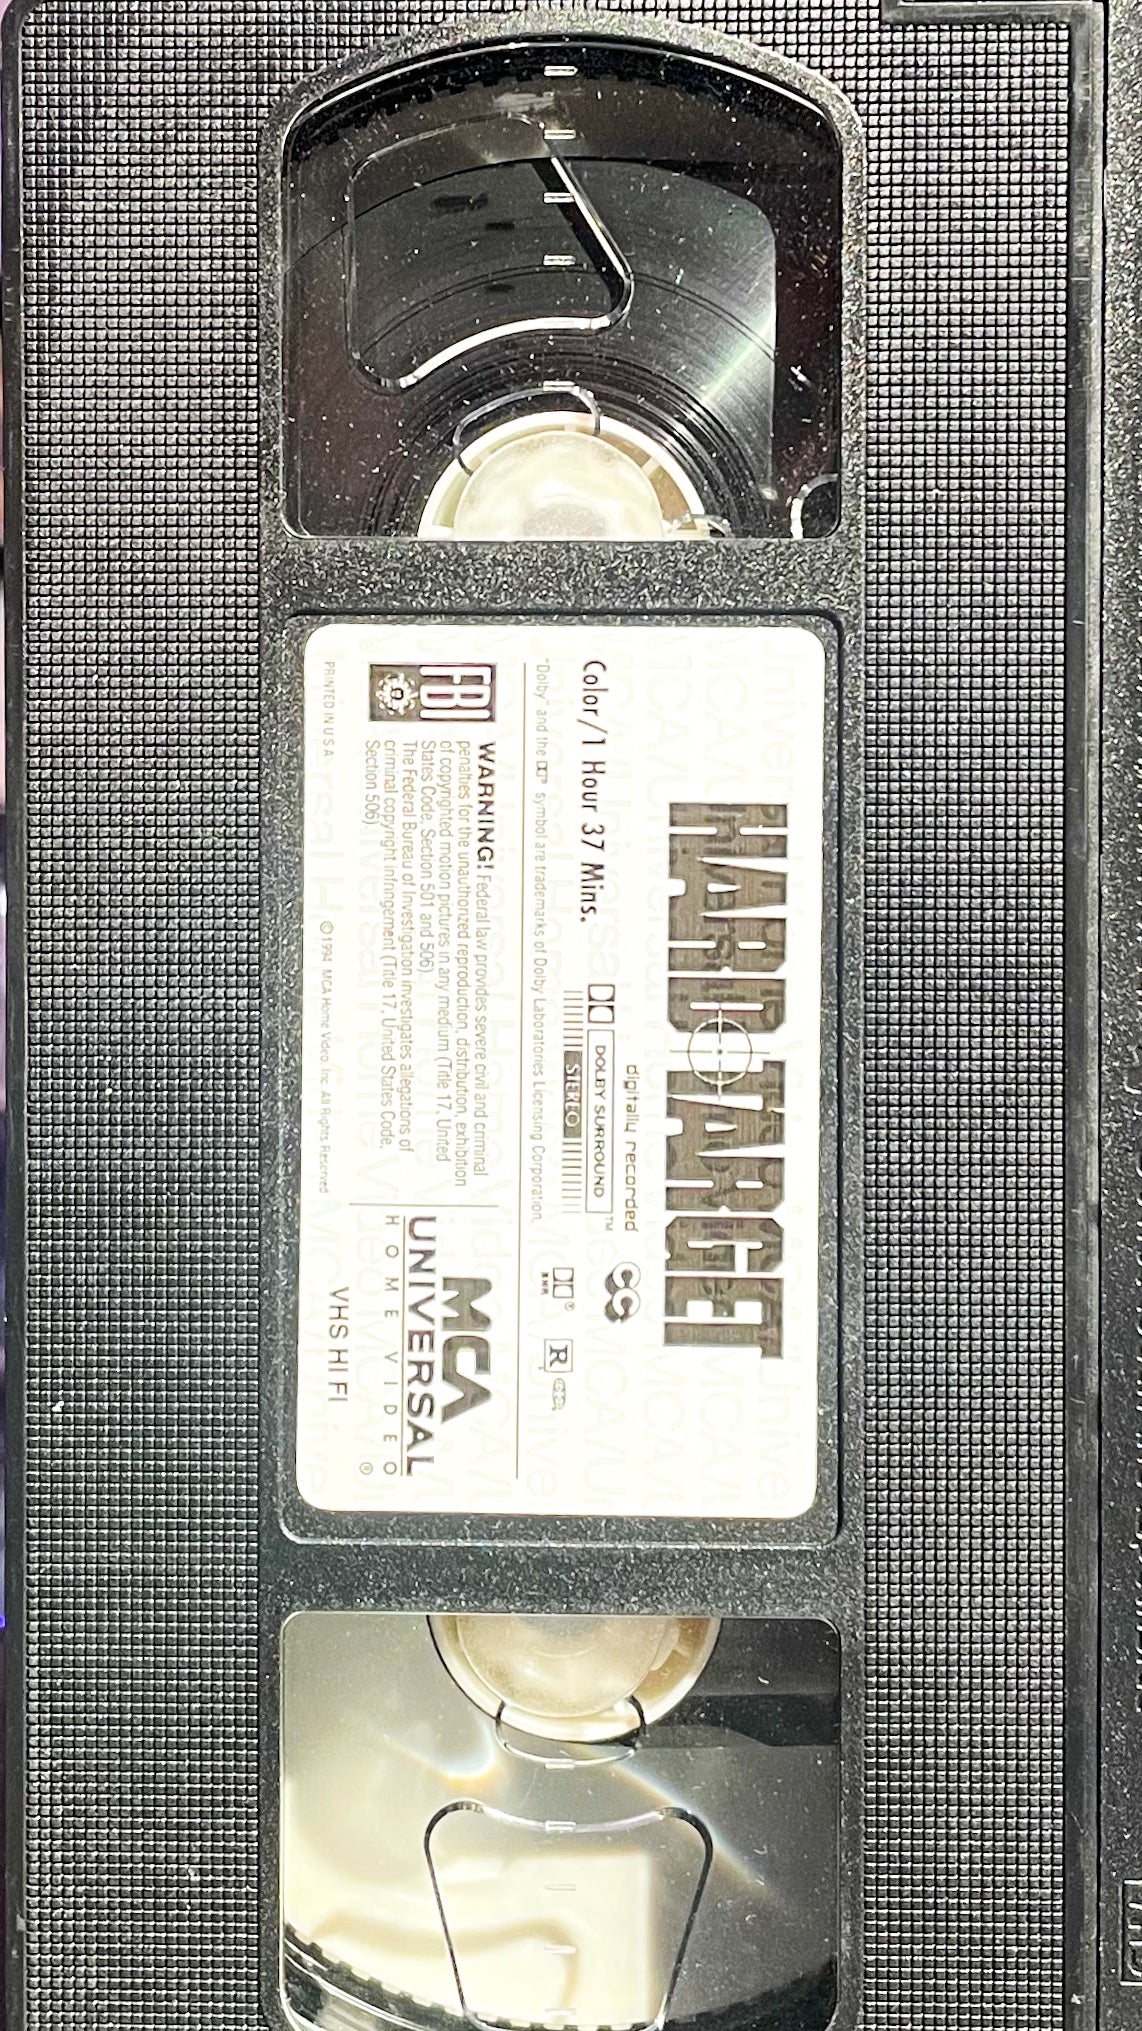 HARD TARGET
digitally recorded
Color/1 Hour 37 Mins.
DOLBY SURROUND™
STEREO
CC
R
"Dolby" and the DD® symbol are trademarks of Dolby Laboratories Licensing Corporation.
FBI
WARNING! Federal law provides severe civil and criminal
penalties for the unauthorized reproduction, distribution, exhibition
of copyrighted motion pictures in any medium (Title 17, United
States Code, Section 501 and 506).
The Federal Bureau of Investigation investigates allegations of
criminal copyright infringement (Title 17, United States Code,
Section 506).
MCA
UNIVERSAL
HOME VIDEO®
PRINTED IN U.S.A.
©1994 MCA Home Video, Inc. All Rights Reserved
VHS HI FI